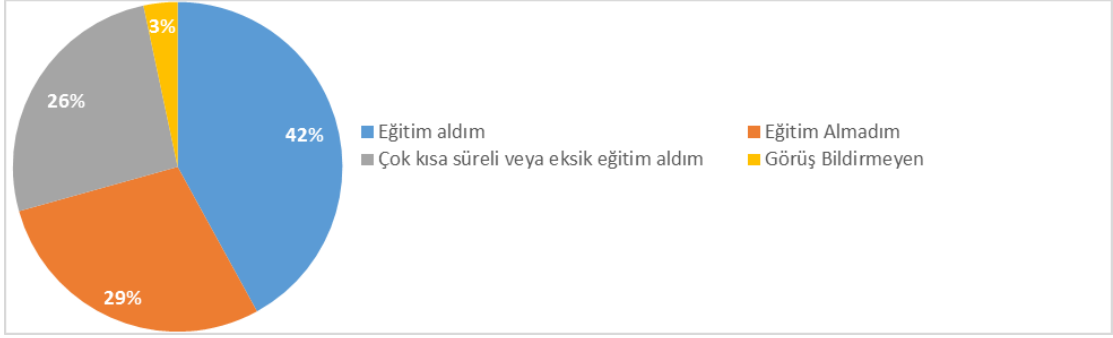 3%
26%
42%
29%
Eğitim aldım
Eğitim Almadım
Çok kısa süreli veya eksik eğitim aldım
Görüş Bildirmeyen